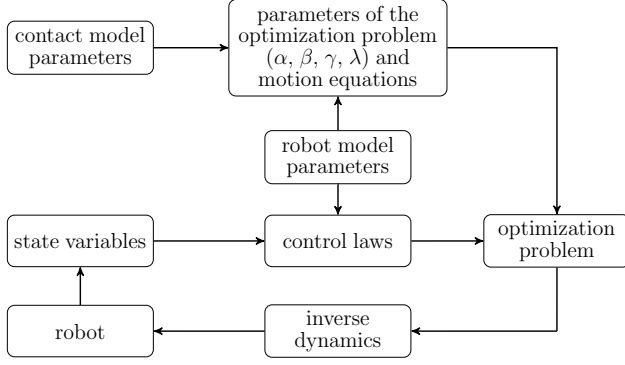 contact model
parameters
parameters of the
optimization problem
(α, β, γ, λ) and
motion equations
robot model
parameters
state variables
control laws
optimization
problem
robot
inverse
dynamics